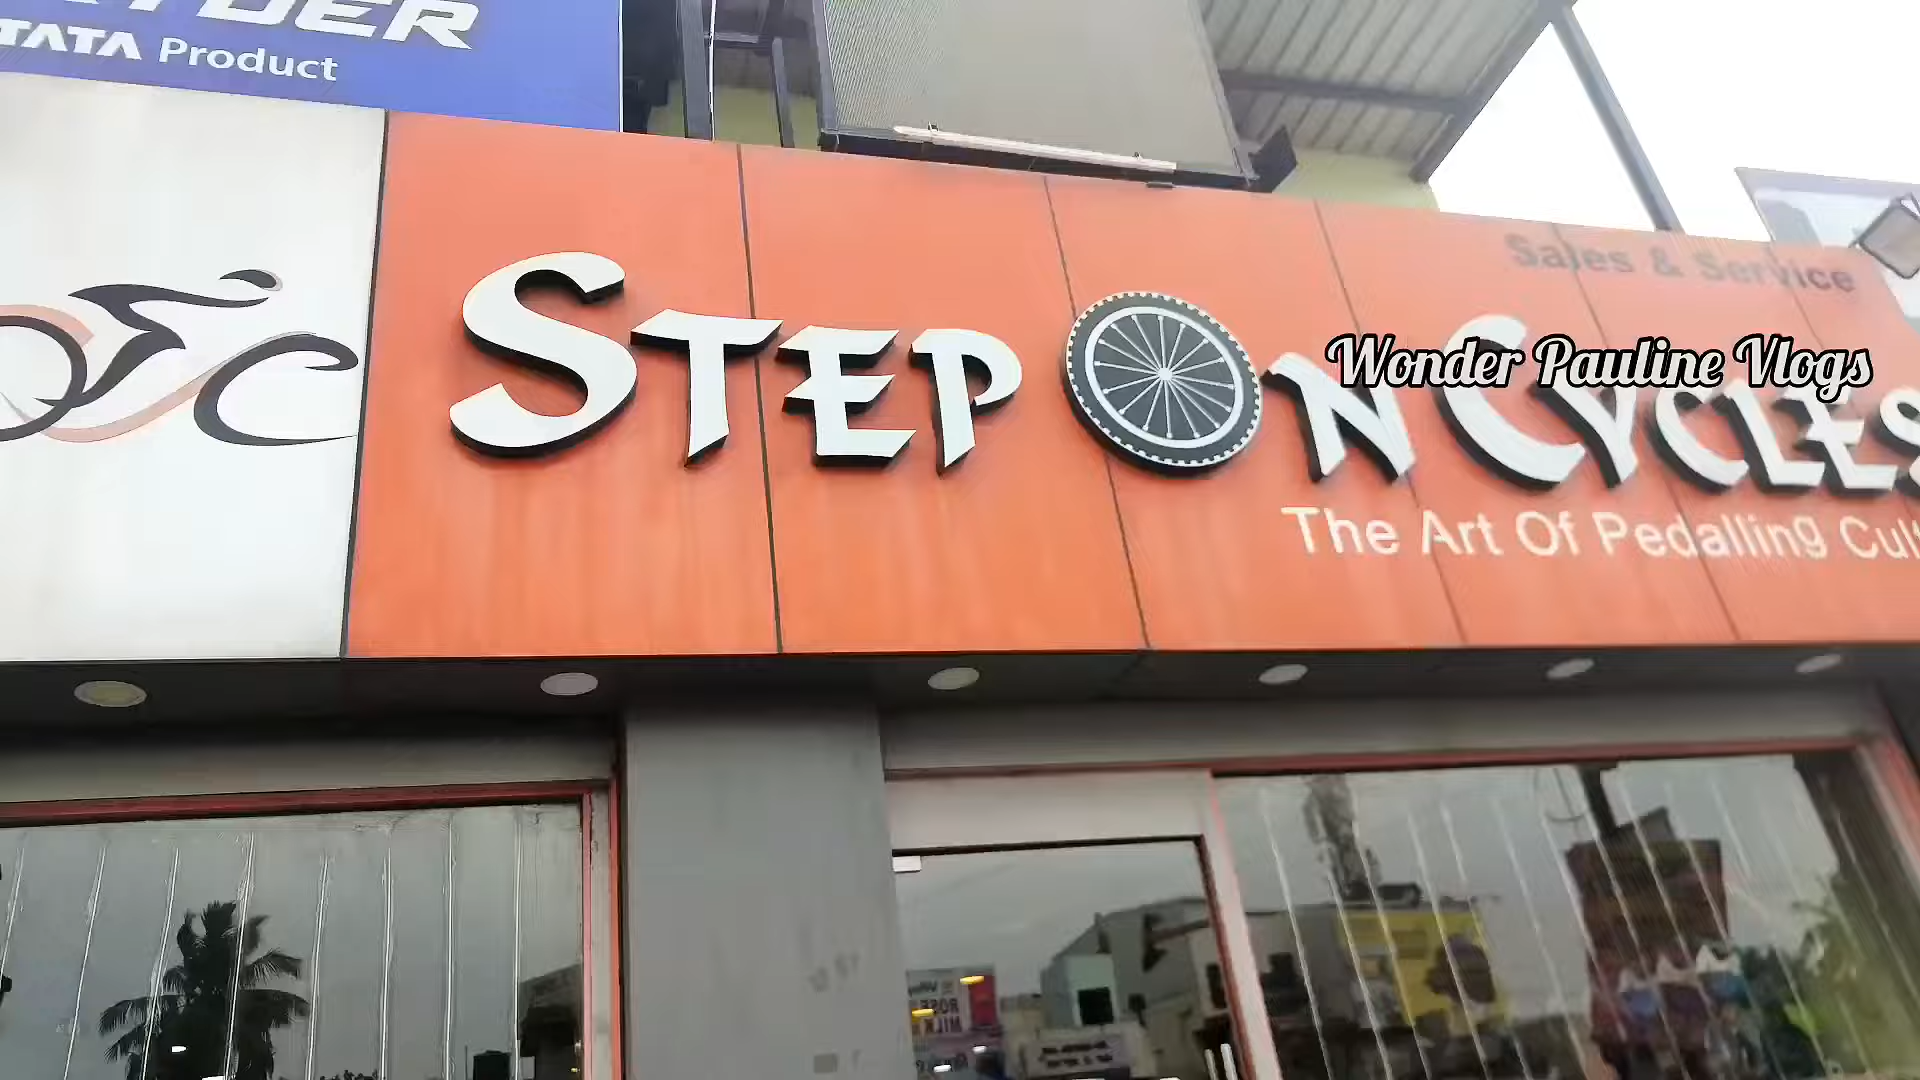 TATA Product
Sales & Service
STEP ON CYCLES
Wonder Pauline Vlogs
The Art Of Pedalling